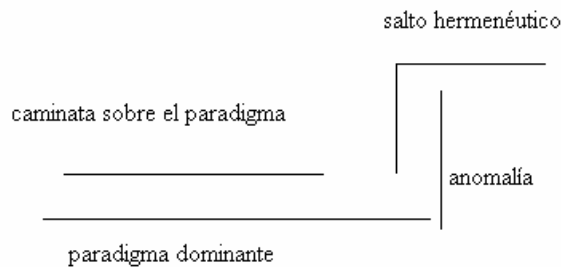 salto hermenéutico
caminata sobre el paradigma
anomalía
paradigma dominante